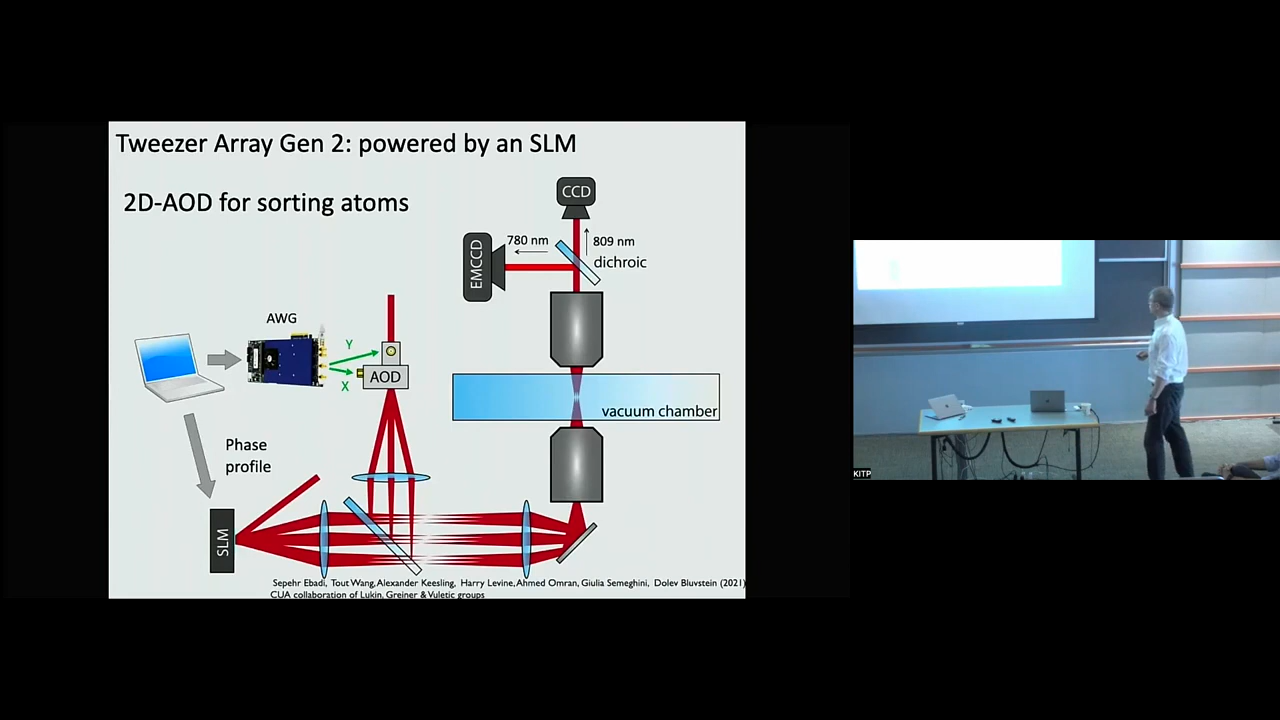 Tweezer Array Gen 2: powered by an SLM
2D-AOD for sorting atoms
CCD
780 nm
809 nm
dichroic
EMCCD
AWG
Y
X
AOD
vacuum chamber
Phase
profile
SLM
Sepehr Ebadi, Tout Wang, Alexander Keesling, Harry Levine, Ahmed Omran, Giulia Semeghini, Dolev Bluvstein (2021)
CUA collaboration of Lukin, Greiner & Vuletic groups
KITP